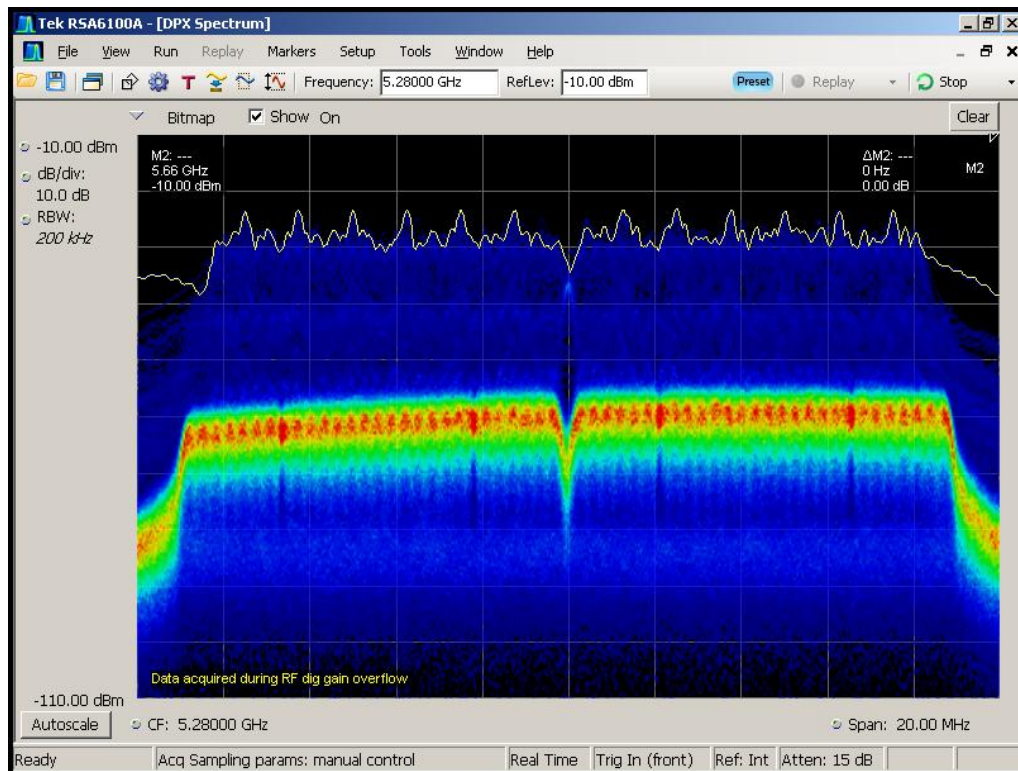 Tek RSA6100A - [DPX Spectrum]
File View Run Replay Markers Setup Tools Window Help
T Frequency: 5.28000 GHz RefLev: -10.00 dBm Preset Replay Stop
Bitmap Show On Clear
-10.00 dBm
dB/div:
10.0 dB
RBW:
200 kHz
M2: ---
5.66 GHz
-10.00 dBm
ΔM2: ---
0 Hz
0.00 dB
M2
Data acquired during RF dig gain overflow
-110.00 dBm
Autoscale CF: 5.28000 GHz Span: 20.00 MHz
Ready Acq Sampling params: manual control Real Time Trig In (front) Ref: Int Atten: 15 dB